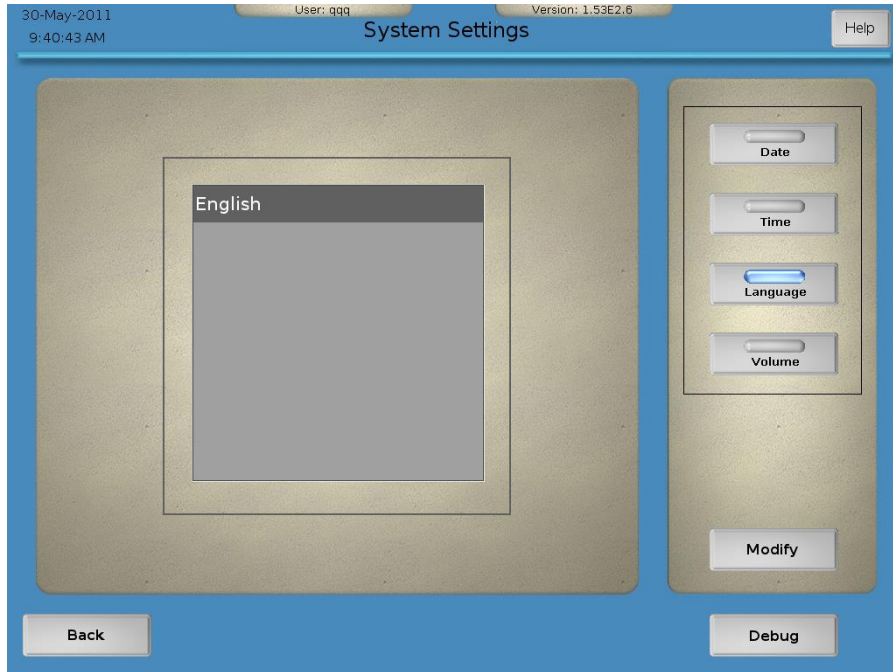 30-May-2011
User: qqq
Version: 1.53E2.6
9:40:43 AM
System Settings
Help
English
Date
Time
Language
Volume
Modify
Back
Debug